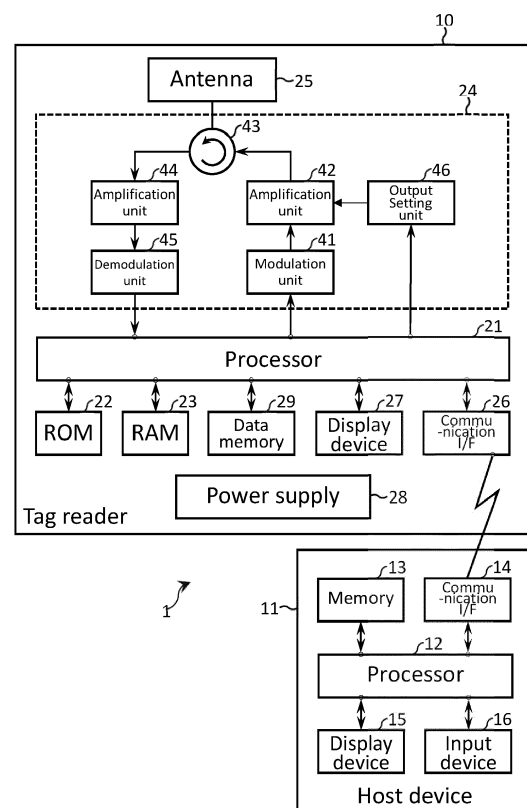 10
Antenna
25
24
43
44
42
46
Amplification
unit
Amplification
unit
Output
Setting
unit
45
41
Demodulation
unit
Modulation
unit
21
Processor
22
23
29
27
26
ROM
RAM
Data
memory
Display
device
Commu
-nication
I/F
Power supply
28
Tag reader
1
11
13
14
Memory
Commu
-nication
I/F
12
Processor
15
16
Display
device
Input
device
Host device